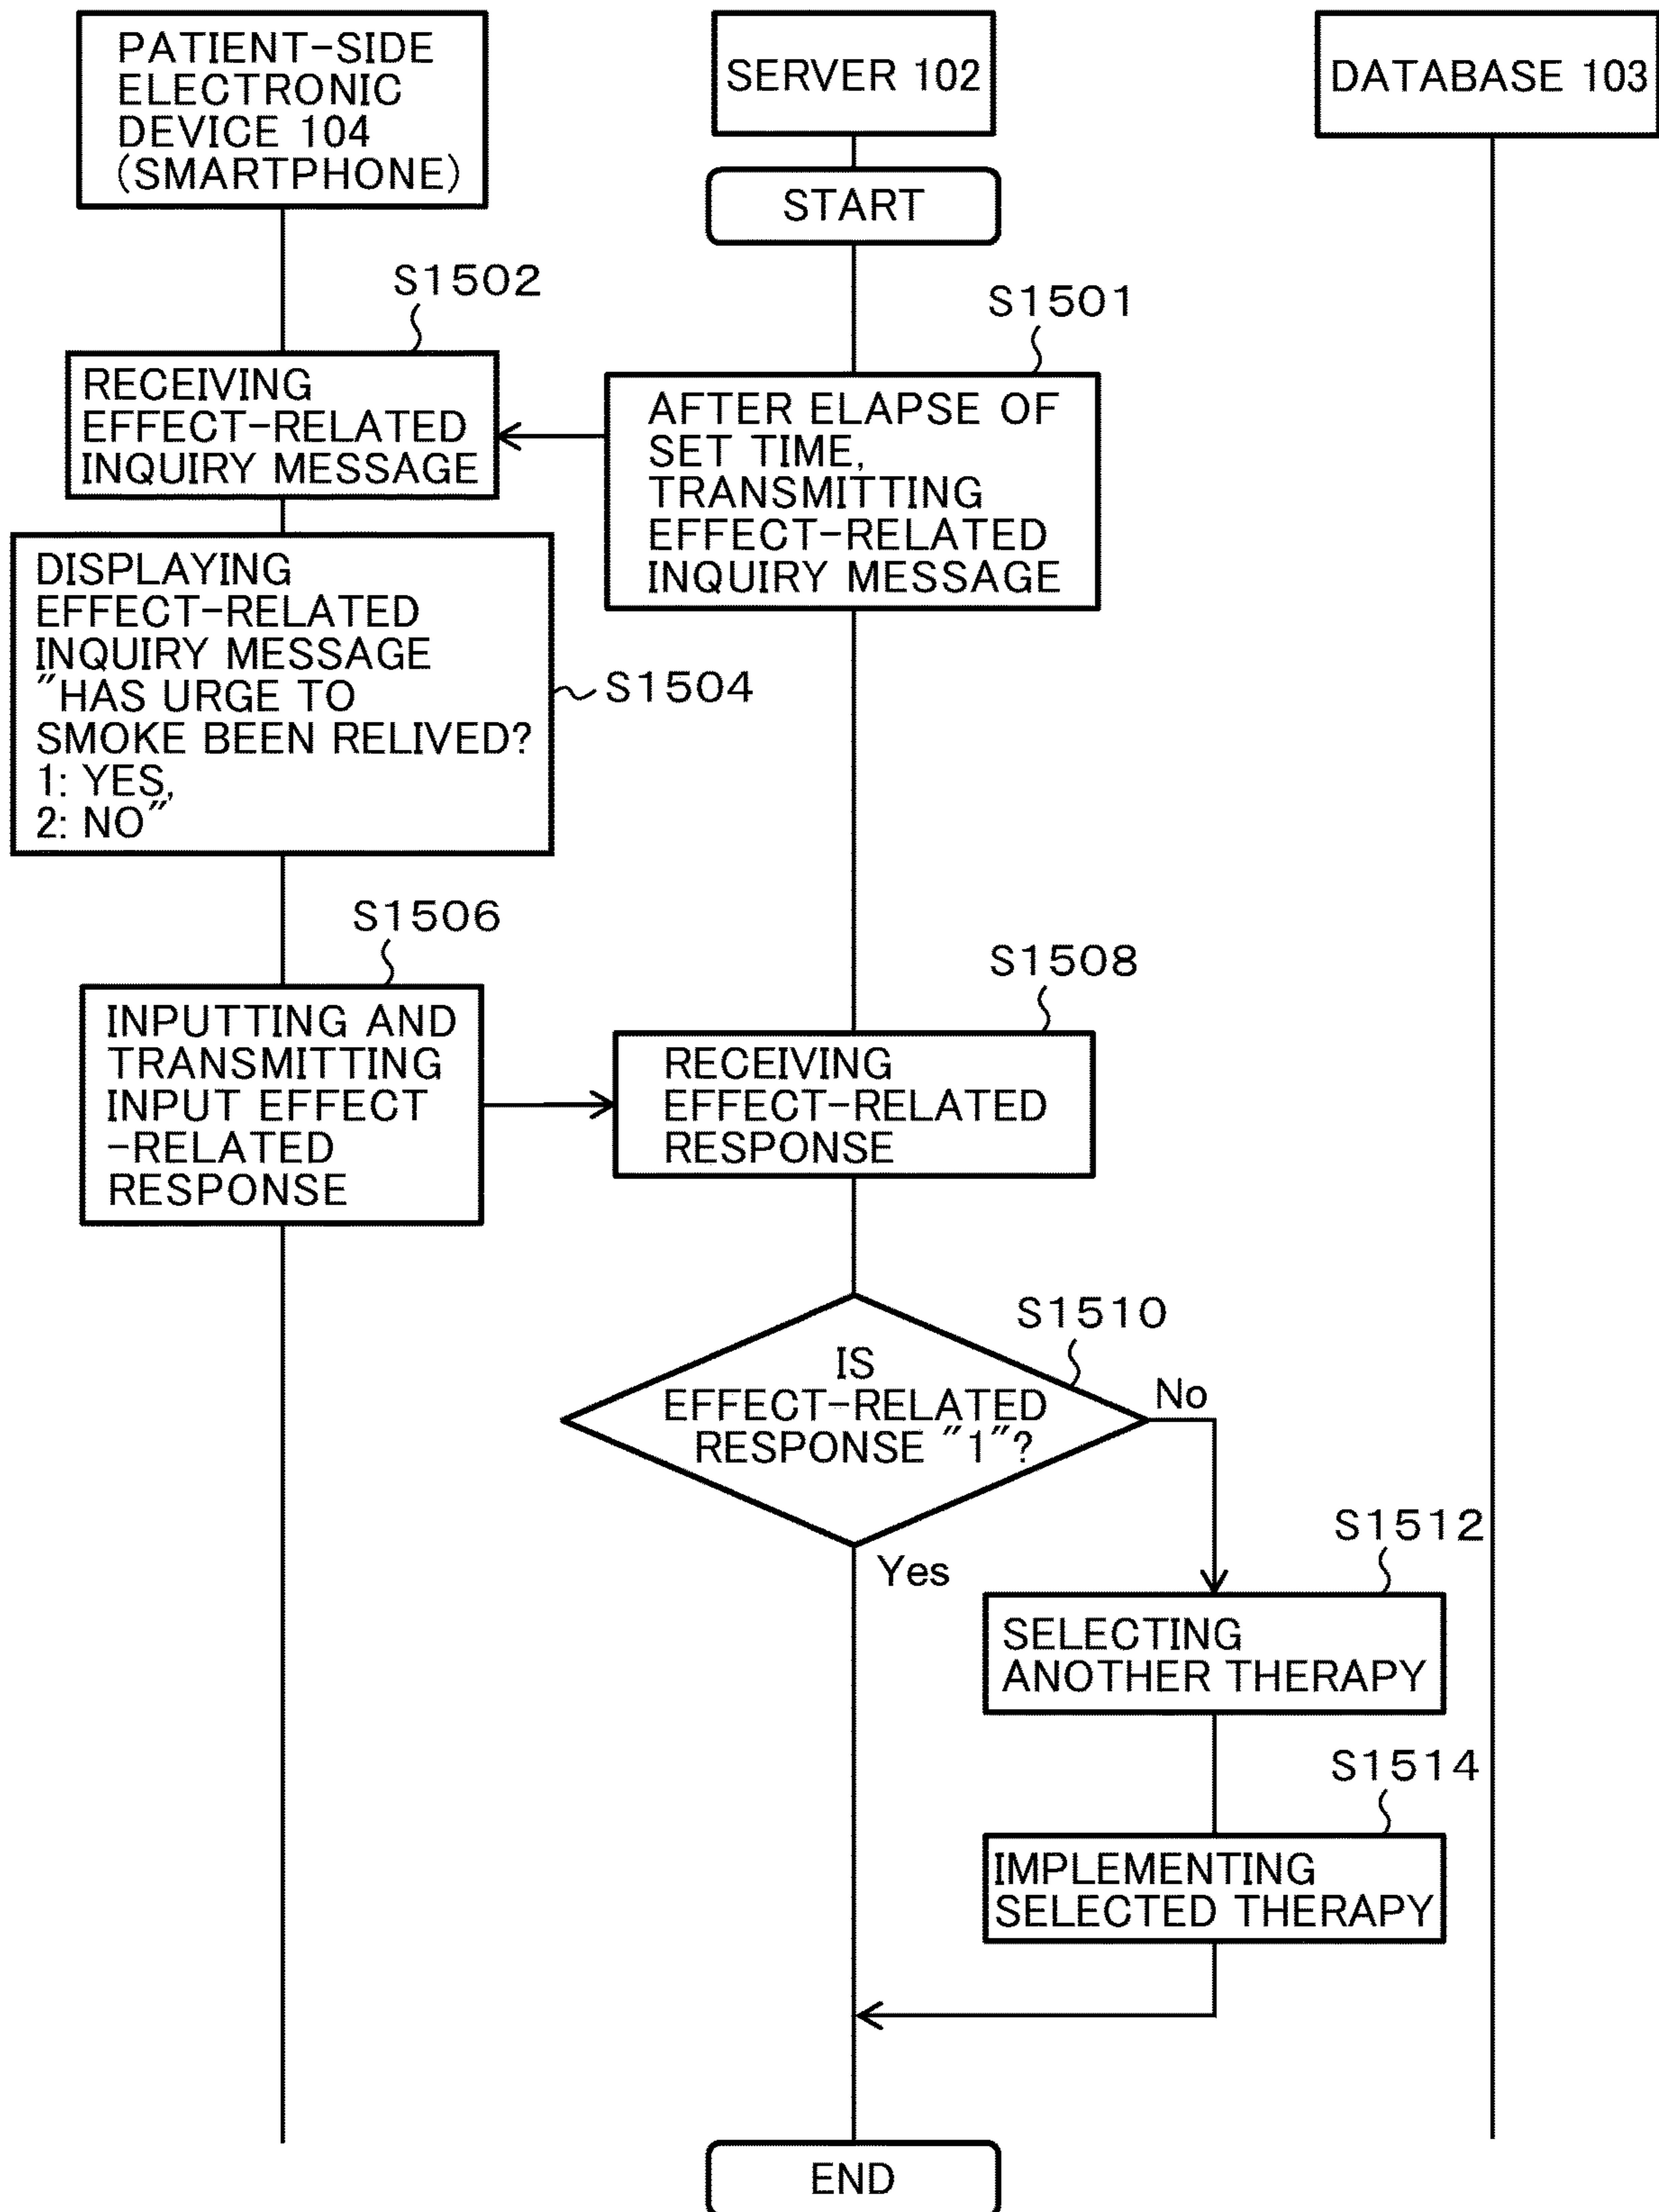 PATIENT-SIDE
ELECTRONIC
DEVICE 104
(SMARTPHONE)
SERVER 102
DATABASE 103
START
S1502
S1501
RECEIVING
EFFECT-RELATED
INQUIRY MESSAGE
AFTER ELAPSE OF
SET TIME,
TRANSMITTING
EFFECT-RELATED
INQUIRY MESSAGE
DISPLAYING
EFFECT-RELATED
INQUIRY MESSAGE
"HAS URGE TO
SMOKE BEEN RELIVED?
1: YES,
2: NO"
S1504
S1506
S1508
INPUTTING AND
TRANSMITTING
INPUT EFFECT
-RELATED
RESPONSE
RECEIVING
EFFECT-RELATED
RESPONSE
S1510
IS
EFFECT-RELATED
RESPONSE "1"?
No
Yes
S1512
SELECTING
ANOTHER THERAPY
S1514
IMPLEMENTING
SELECTED THERAPY
END